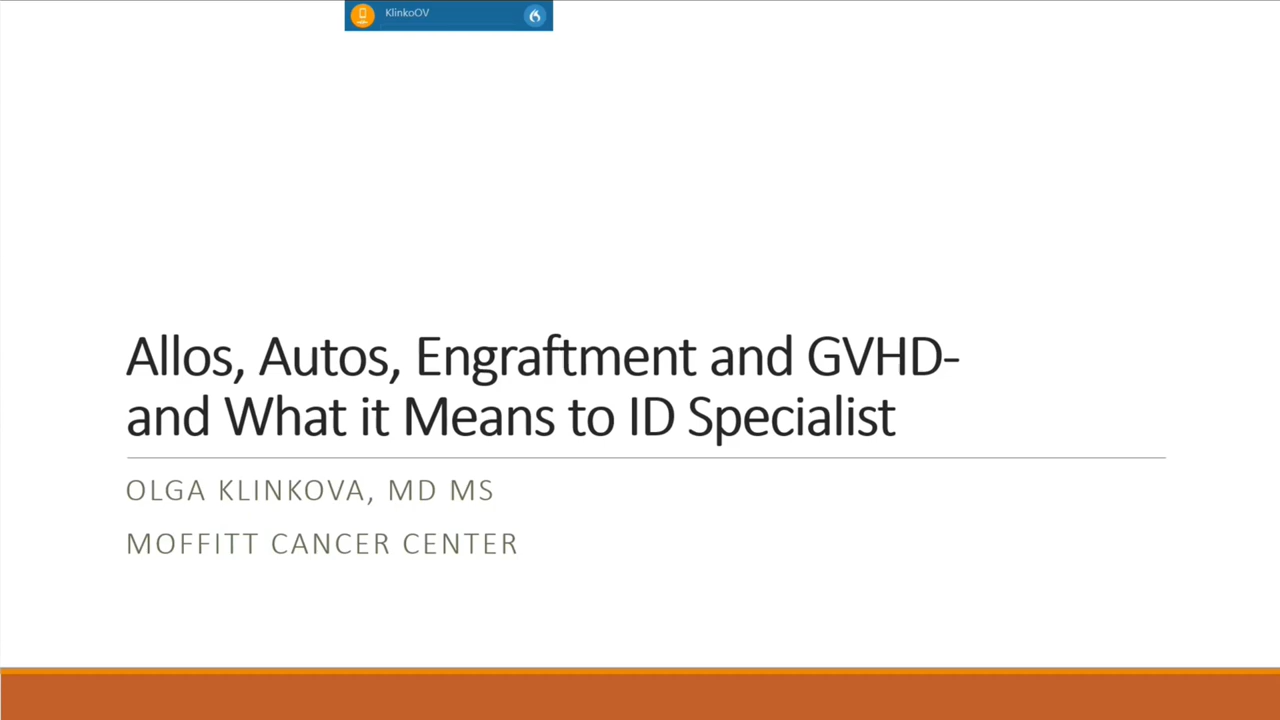 KlinkoOV
Allos, Autos, Engraftment and GVHD-
and What it Means to ID Specialist
OLGA KLINKOVA, MD MS
MOFFITT CANCER CENTER